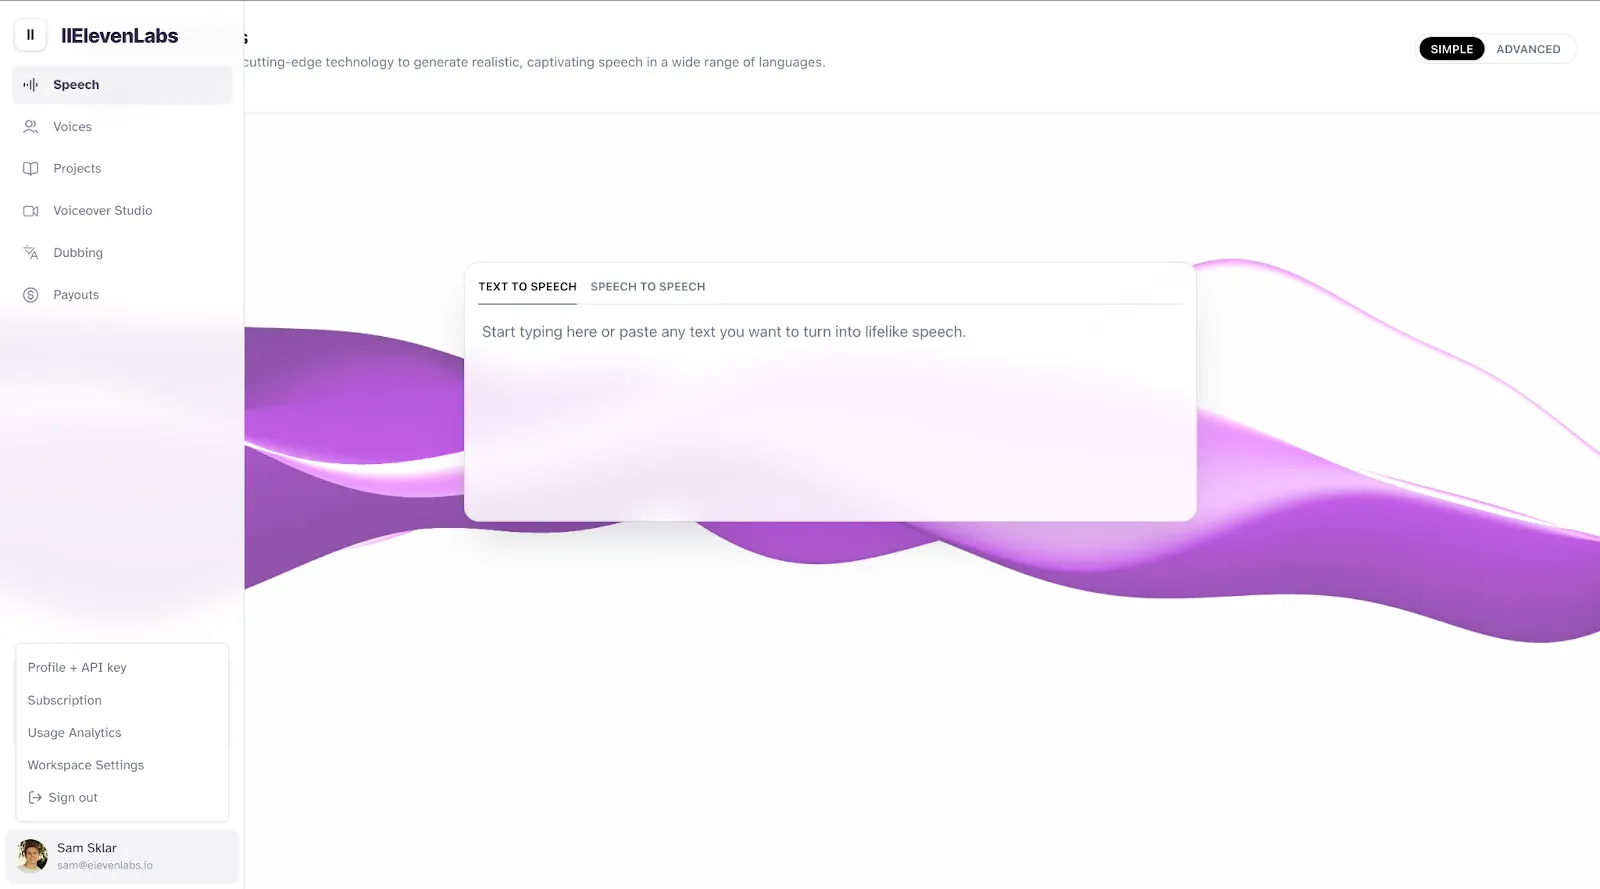 IIElevenLabs
Speech
Voices
Projects
Voiceover Studio
Dubbing
Payouts
Profile + API key
Subscription
Usage Analytics
Workspace Settings
Sign out
Sam Sklar
sam@elevenlabs.io
s
cutting-edge technology to generate realistic, captivating speech in a wide range of languages.
SIMPLE ADVANCED
TEXT TO SPEECH SPEECH TO SPEECH
Start typing here or paste any text you want to turn into lifelike speech.